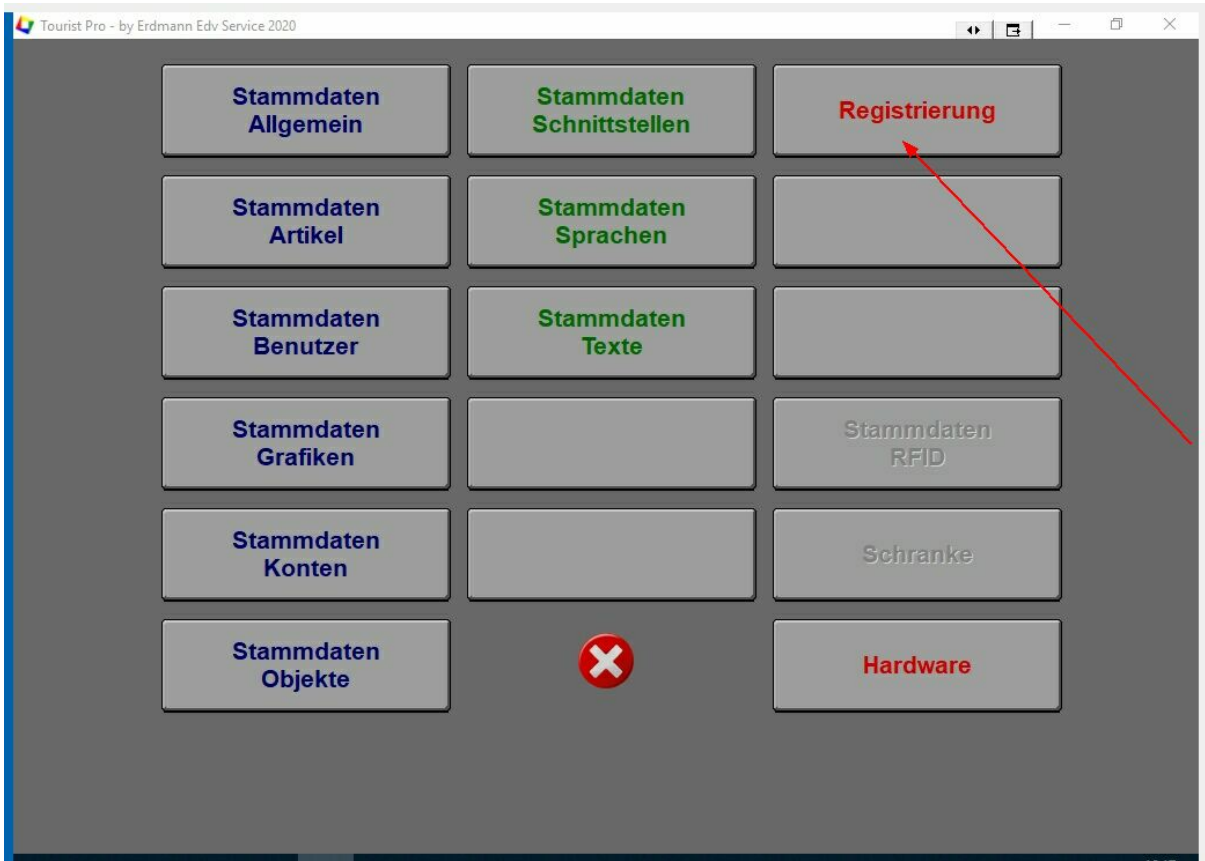 Tourist Pro - by Erdmann Edv Service 2020
Stammdaten
Allgemein
Stammdaten
Schnittstellen
Registrierung
Stammdaten
Artikel
Stammdaten
Sprachen
Stammdaten
Benutzer
Stammdaten
Texte
Stammdaten
Grafiken
Stammdaten
RFID
Stammdaten
Konten
Schranke
Stammdaten
Objekte
Hardware